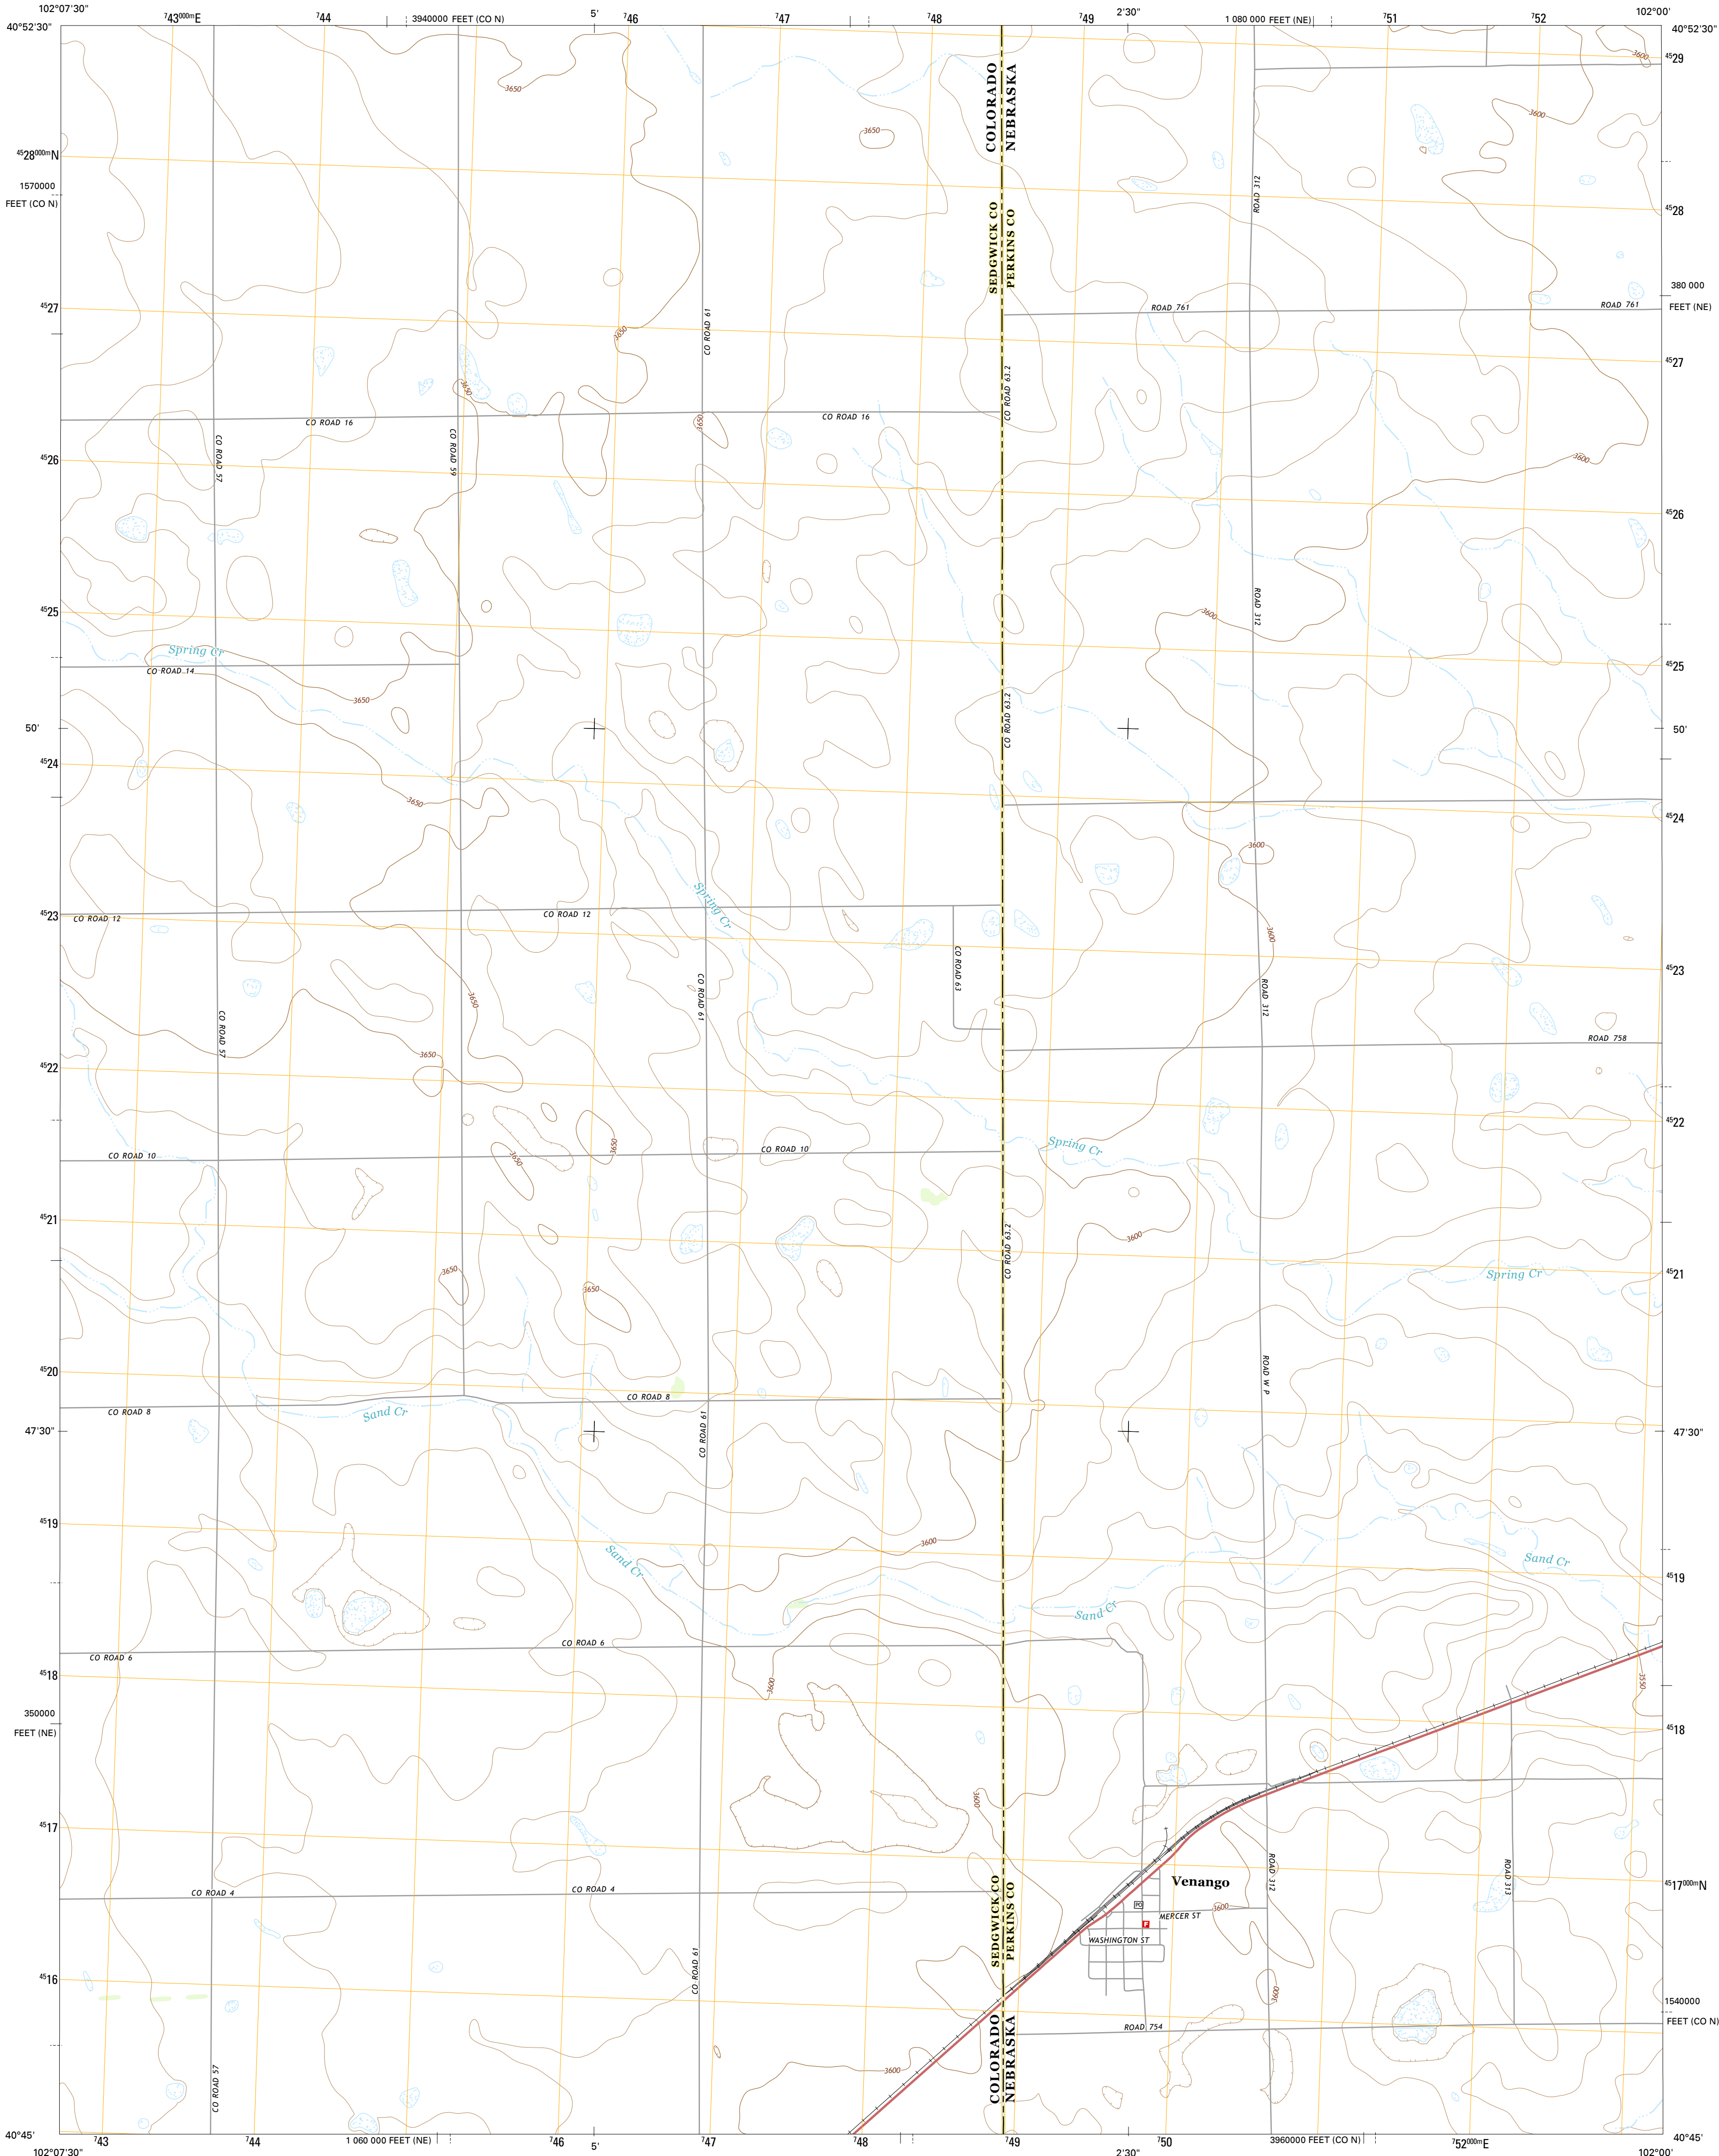 102°07'30"
⁷43⁰⁰⁰ᵐE
⁷44
3940000 FEET (CO N)
5'
⁷46
⁷47
⁷48
⁷49
2'30"
1 080 000 FEET (NE)
⁷51
⁷52
102°00'
40°52'30"
40°52'30"
3600
⁴⁵29
3650
COLORADO
NEBRASKA
3600
3650
⁴⁵28⁰⁰⁰ᵐN
1570000
FEET (CO N)
ROAD 312
⁴⁵28
SEDGWICK CO
PERKINS CO
380 000
FEET (NE)
⁴⁵27
ROAD 761
ROAD 761
3650
CO ROAD 61
⁴⁵27
3650
CO ROAD 63.2
CO ROAD 16
CO ROAD 16
3650
CO ROAD 57
CO ROAD 59
⁴⁵26
3600
⁴⁵26
⁴⁵25
ROAD 312
3600
Spring Cr
CO ROAD 14
⁴⁵25
3650
CO ROAD 63.2
50'
50'
⁴⁵24
3650
⁴⁵24
3600
Spring Cr
⁴⁵23
CO ROAD 12
CO ROAD 12
3600
CO ROAD 63
⁴⁵23
3650
CO ROAD 61
ROAD 312
CO ROAD 57
ROAD 758
3650
⁴⁵22
⁴⁵22
3650
Spring Cr
CO ROAD 10
CO ROAD 10
3650
⁴⁵21
3600
CO ROAD 63.2
3650
Spring Cr
⁴⁵21
3650
⁴⁵20
ROAD W P
CO ROAD 8
CO ROAD 8
Sand Cr
CO ROAD 61
47'30"
47'30"
⁴⁵19
3600
Sand Cr
Sand Cr
⁴⁵19
Sand Cr
CO ROAD 6
CO ROAD 6
⁴⁵18
3600
3550
350000
FEET (NE)
⁴⁵18
3600
⁴⁵17
SEDGWICK CO
PERKINS CO
Venango
ROAD 312
ROAD 313
⁴⁵17⁰⁰⁰ᵐN
CO ROAD 4
CO ROAD 4
PO
3600
MERCER ST
F
WASHINGTON ST
CO ROAD 61
⁴⁵16
3600
1540000
FEET (CO N)
COLORADO
NEBRASKA
ROAD 754
CO ROAD 57
3600
40°45'
40°45'
102°07'30"
⁷43
⁷44
1 060 000 FEET (NE)
⁷46
5'
⁷47
⁷48
⁷49
2'30"
⁷50
3960000 FEET (CO N)
⁷52⁰⁰⁰ᵐE
102°00'